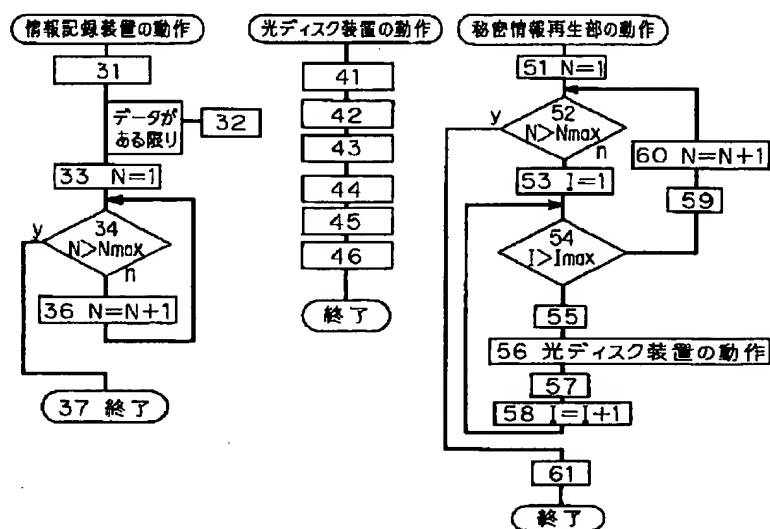 情報記録装置の動作
31
データが
ある限り
32
33 N=1
34
N>Nmax
y
n
36 N=N+1
37 終了
光ディスク装置の動作
41
42
43
44
45
46
終了
秘密情報再生部の動作
51 N=1
52
N>Nmax
y
n
53 I=1
54
I>Imax
55
56 光ディスク装置の動作
57
58 I=I+1
59
60 N=N+1
61
終了